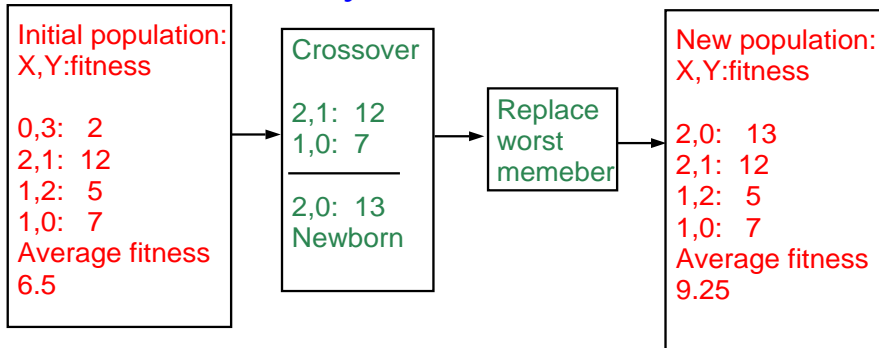 Initial population:
X,Y:fitness
0,3: 2
2,1: 12
1,2: 5
1,0: 7
Average fitness
6.5
Crossover
2,1: 12
1,0: 7
2,0: 13
Newborn
Replace
worst
memeber
New population:
X,Y:fitness
2,0: 13
2,1: 12
1,2: 5
1,0: 7
Average fitness
9.25